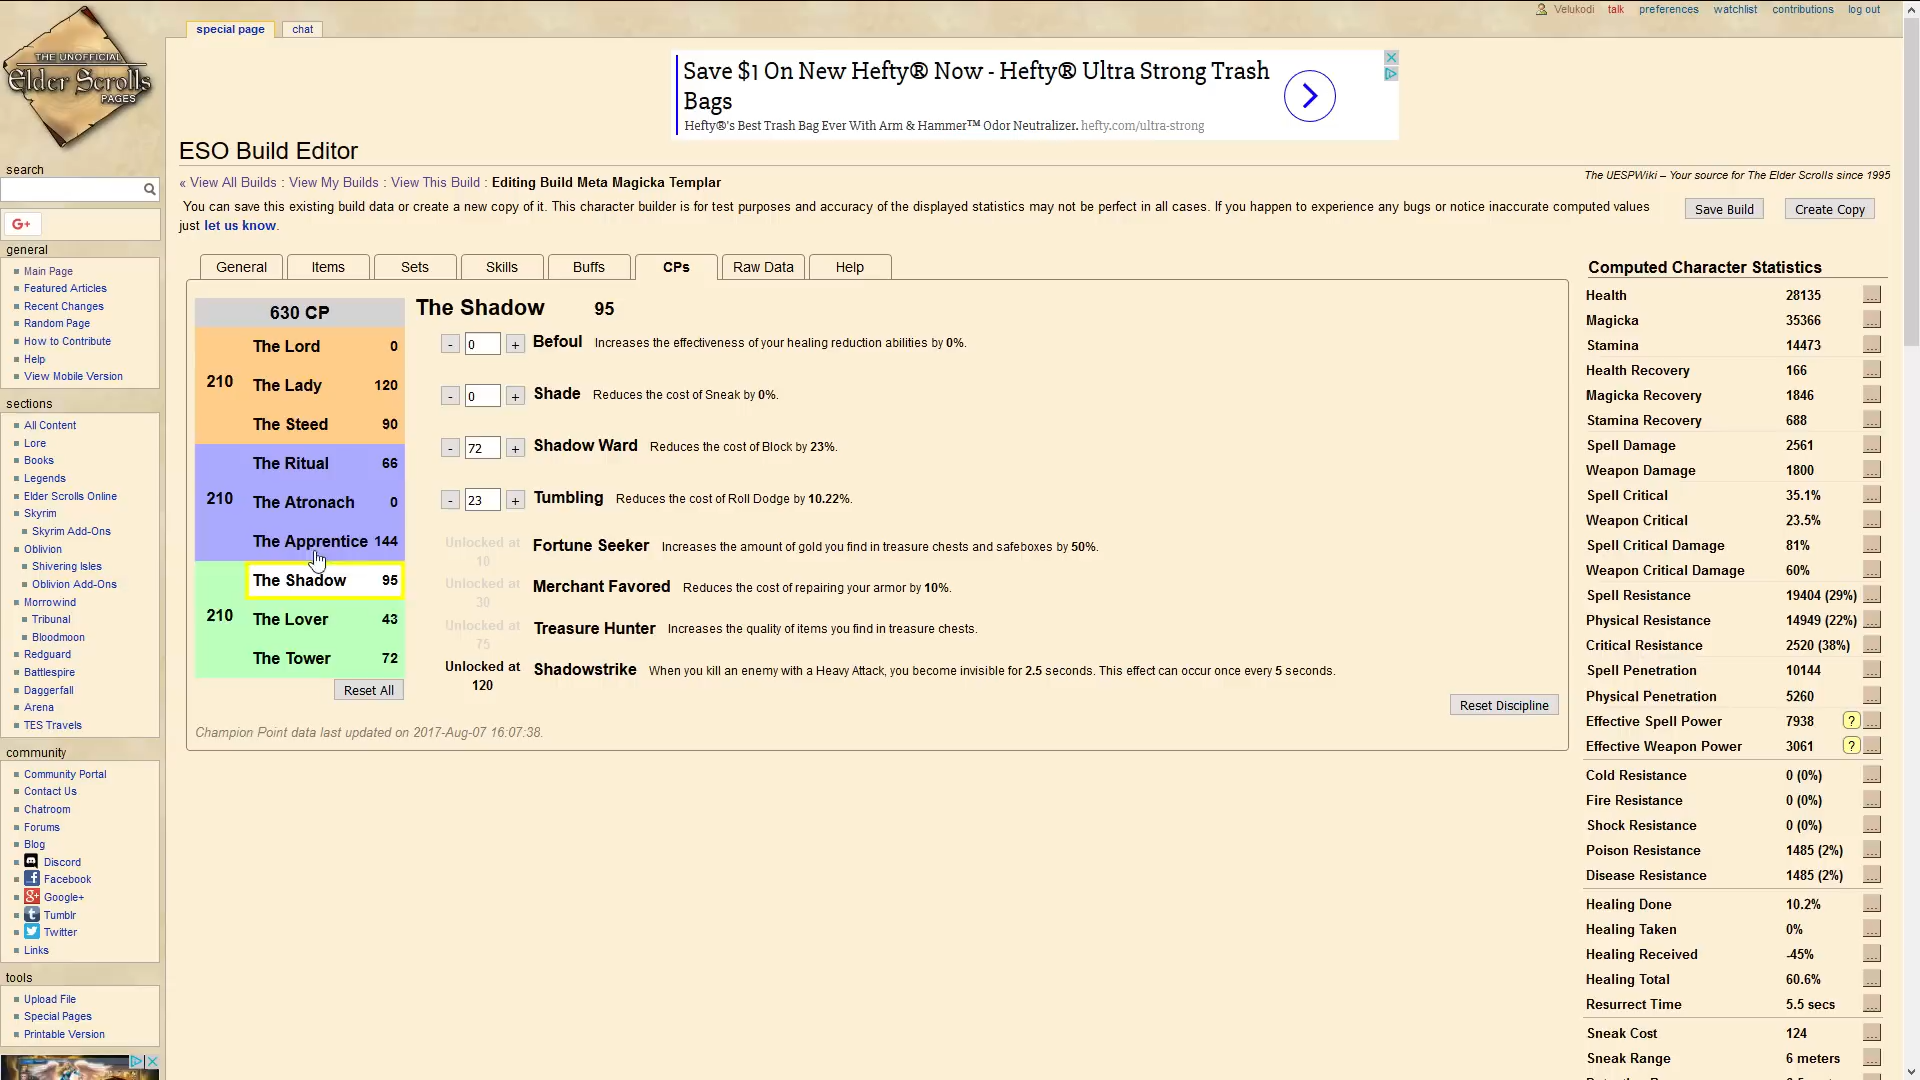 THE UNOFFICIAL
Elder Scrolls
PAGES
special page
chat
Velukodi talk preferences watchlist contributions log out
Save $1 On New Hefty® Now - Hefty® Ultra Strong Trash
Bags
Hefty®'s Best Trash Bag Ever With Arm & Hammer™ Odor Neutralizer. hefty.com/ultra-strong
ESO Build Editor
« View All Builds : View My Builds : View This Build : Editing Build Meta Magicka Templar
The UESPWiki – Your source for The Elder Scrolls since 1995
You can save this existing build data or create a new copy of it. This character builder is for test purposes and accuracy of the displayed statistics may not be perfect in all cases. If you happen to experience any bugs or notice inaccurate computed values
just let us know.
Save Build
Create Copy
search
G+
general
Main Page
Featured Articles
Recent Changes
Random Page
How to Contribute
Help
View Mobile Version
sections
All Content
Lore
Books
Legends
Elder Scrolls Online
Skyrim
Skyrim Add-Ons
Oblivion
Shivering Isles
Oblivion Add-Ons
Morrowind
Tribunal
Bloodmoon
Redguard
Battlespire
Daggerfall
Arena
TES Travels
community
Community Portal
Contact Us
Chatroom
Forums
Blog
Discord
Facebook
Google+
Tumblr
Twitter
Links
tools
Upload File
Special Pages
Printable Version
General
Items
Sets
Skills
Buffs
CPs
Raw Data
Help
630 CP
210
The Lord 0
The Lady 120
The Steed 90
210
The Ritual 66
The Atronach 0
The Apprentice 144
210
The Shadow 95
The Lover 43
The Tower 72
Reset All
The Shadow 95
- 0 + Befoul Increases the effectiveness of your healing reduction abilities by 0%.
- 0 + Shade Reduces the cost of Sneak by 0%.
- 72 + Shadow Ward Reduces the cost of Block by 23%.
- 23 + Tumbling Reduces the cost of Roll Dodge by 10.22%.
Unlocked at
10
Fortune Seeker Increases the amount of gold you find in treasure chests and safeboxes by 50%.
Unlocked at
30
Merchant Favored Reduces the cost of repairing your armor by 10%.
Unlocked at
75
Treasure Hunter Increases the quality of items you find in treasure chests.
Unlocked at
120
Shadowstrike When you kill an enemy with a Heavy Attack, you become invisible for 2.5 seconds. This effect can occur once every 5 seconds.
Reset Discipline
Champion Point data last updated on 2017-Aug-07 16:07:38.
Computed Character Statistics
Health 28135 ...
Magicka 35366 ...
Stamina 14473 ...
Health Recovery 166 ...
Magicka Recovery 1846 ...
Stamina Recovery 688 ...
Spell Damage 2561 ...
Weapon Damage 1800 ...
Spell Critical 35.1% ...
Weapon Critical 23.5% ...
Spell Critical Damage 81% ...
Weapon Critical Damage 60% ...
Spell Resistance 19404 (29%) ...
Physical Resistance 14949 (22%) ...
Critical Resistance 2520 (38%) ...
Spell Penetration 10144 ...
Physical Penetration 5260 ...
Effective Spell Power 7938 ? ...
Effective Weapon Power 3061 ? ...
Cold Resistance 0 (0%) ...
Fire Resistance 0 (0%) ...
Shock Resistance 0 (0%) ...
Poison Resistance 1485 (2%) ...
Disease Resistance 1485 (2%) ...
Healing Done 10.2% ...
Healing Taken 0% ...
Healing Received -45% ...
Healing Total 60.6% ...
Resurrect Time 5.5 secs ...
Sneak Cost 124 ...
Sneak Range 6 meters ...